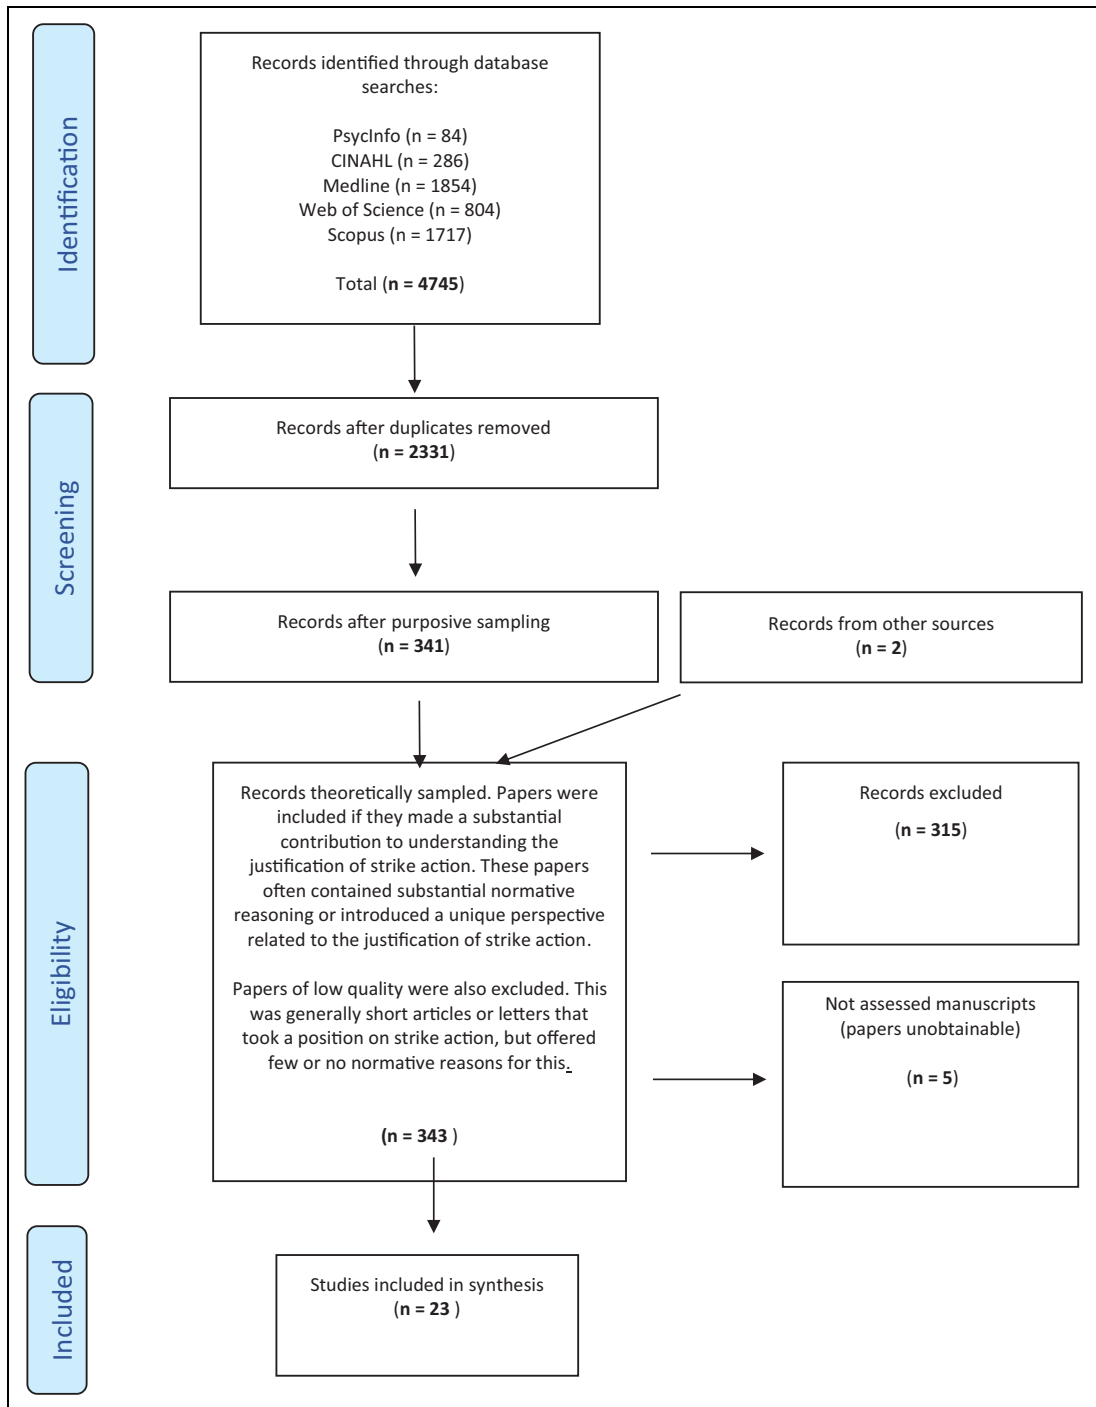 Identification
Records identified through database
searches:
PsycInfo (n = 84)
CINAHL (n = 286)
Medline (n = 1854)
Web of Science (n = 804)
Scopus (n = 1717)
Total (n = 4745)
Screening
Records after duplicates removed
(n = 2331)
Records after purposive sampling
(n = 341)
Records from other sources
(n = 2)
Eligibility
Records theoretically sampled. Papers were
included if they made a substantial
contribution to understanding the
justification of strike action. These papers
often contained substantial normative
reasoning or introduced a unique perspective
related to the justification of strike action.
Papers of low quality were also excluded. This
was generally short articles or letters that
took a position on strike action, but offered
few or no normative reasons for this.
(n = 343 )
Records excluded
(n = 315)
Not assessed manuscripts
(papers unobtainable)
(n = 5)
Included
Studies included in synthesis
(n = 23 )